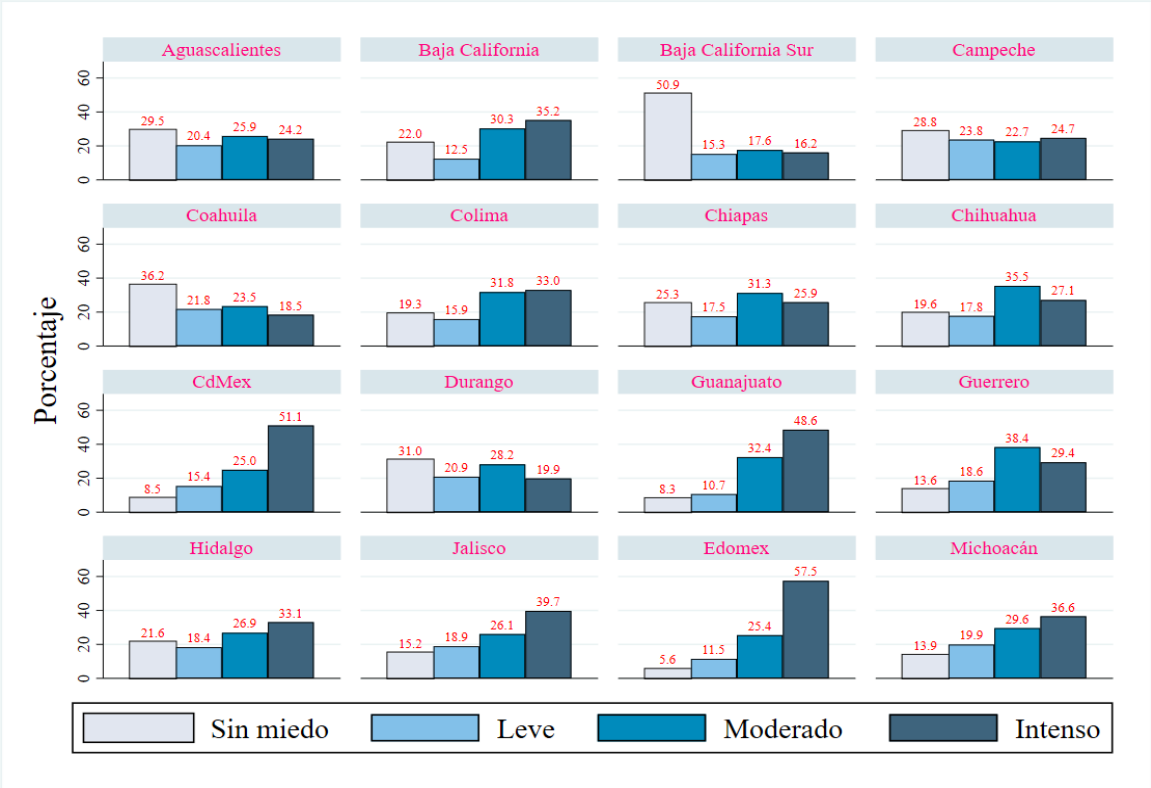 Porcentaje
Aguascalientes Baja California Baja California Sur Campeche
0 20 40 60
29.5 20.4 25.9 24.2
22.0 12.5 30.3 35.2
50.9 15.3 17.6 16.2
28.8 23.8 22.7 24.7
Coahuila Colima Chiapas Chihuahua
0 20 40 60
36.2 21.8 23.5 18.5
19.3 15.9 31.8 33.0
25.3 17.5 31.3 25.9
19.6 17.8 35.5 27.1
CdMex Durango Guanajuato Guerrero
0 20 40 60
8.5 15.4 25.0 51.1
31.0 20.9 28.2 19.9
8.3 10.7 32.4 48.6
13.6 18.6 38.4 29.4
Hidalgo Jalisco Edomex Michoacán
0 20 40 60
21.6 18.4 26.9 33.1
15.2 18.9 26.1 39.7
5.6 11.5 25.4 57.5
13.9 19.9 29.6 36.6
Sin miedo Leve Moderado Intenso